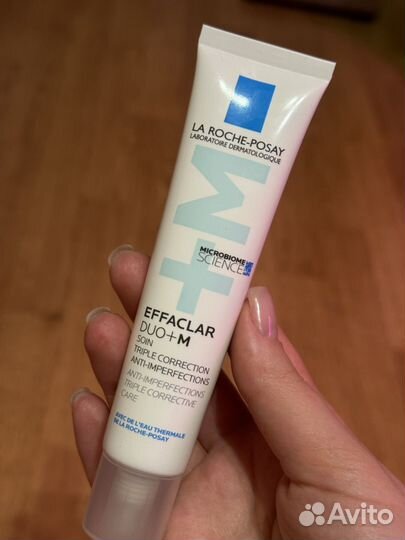 LA ROCHE-POSAY
LABORATOIRE DERMATOLOGIQUE
+M
MICROBIOME
SCIENCE
EFFACLAR
DUO+M
SOIN
TRIPLE CORRECTION
ANTI-IMPERFECTIONS
ANTI-IMPERFECTIONS
TRIPLE CORRECTIVE
CARE
AVEC DE L'EAU THERMALE
DE LA ROCHE-POSAY
Avito